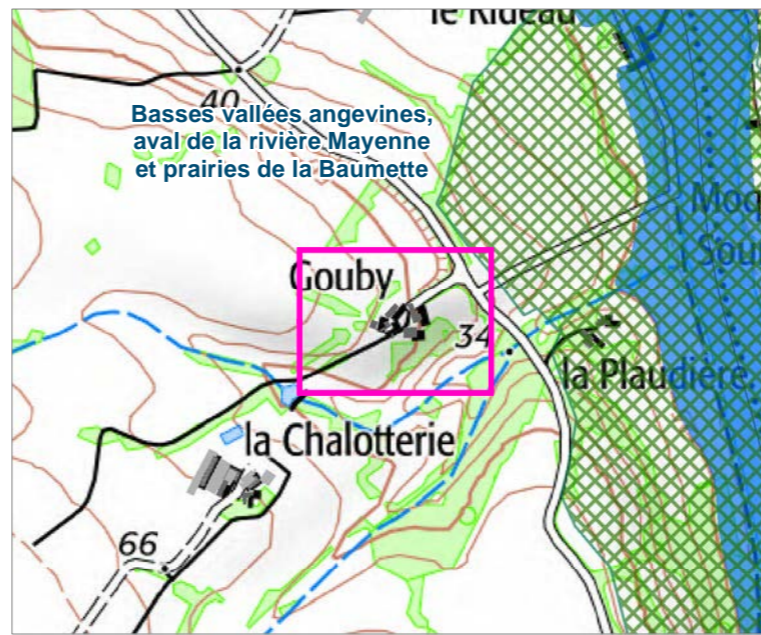 le Rideau
40
Basses vallées angevines,
aval de la rivière Mayenne
et prairies de la Baumette
Gouby
34
la Plaudière
la Chalotterie
66